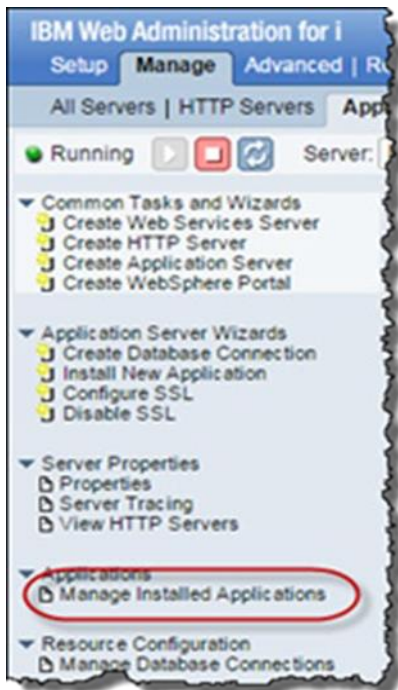 IBM Web Administration for i
Setup Manage Advanced |
All Servers | HTTP Servers
Running Server:
Common Tasks and Wizards
Create Web Services Server
Create HTTP Server
Create Application Server
Create WebSphere Portal
Application Server Wizards
Create Database Connection
Install New Application
Configure SSL
Disable SSL
Server Properties
Properties
Server Tracing
View HTTP Servers
Applications
Manage Installed Applications
Resource Configuration
Manage Database Connections